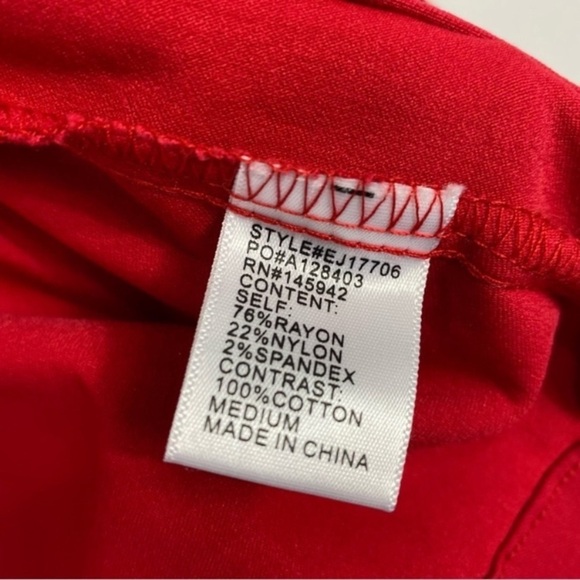 STYLE#EJ17706
PO#A128403
RN#145942
CONTENT:
SELF:
76%RAYON
22%NYLON
2%SPANDEX
CONTRAST:
100%COTTON
MEDIUM
MADE IN CHINA